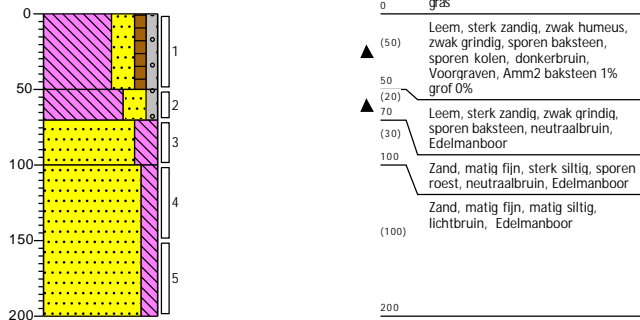 0
gras
0
Leem, sterk zandig, zwak humeus,
zwak grindig, sporen baksteen,
sporen kolen, donkerbruin,
Voorgraven, Amm2 baksteen 1%
grof 0%
(50)
1
50
50
(20)
2
70
Leem, sterk zandig, zwak grindig,
sporen baksteen, neutraalbruin,
Edelmanboor
(30)
3
100
100
Zand, matig fijn, sterk siltig, sporen
roest, neutraalbruin, Edelmanboor
4
Zand, matig fijn, matig siltig,
lichtbruin, Edelmanboor
(100)
150
5
200
200